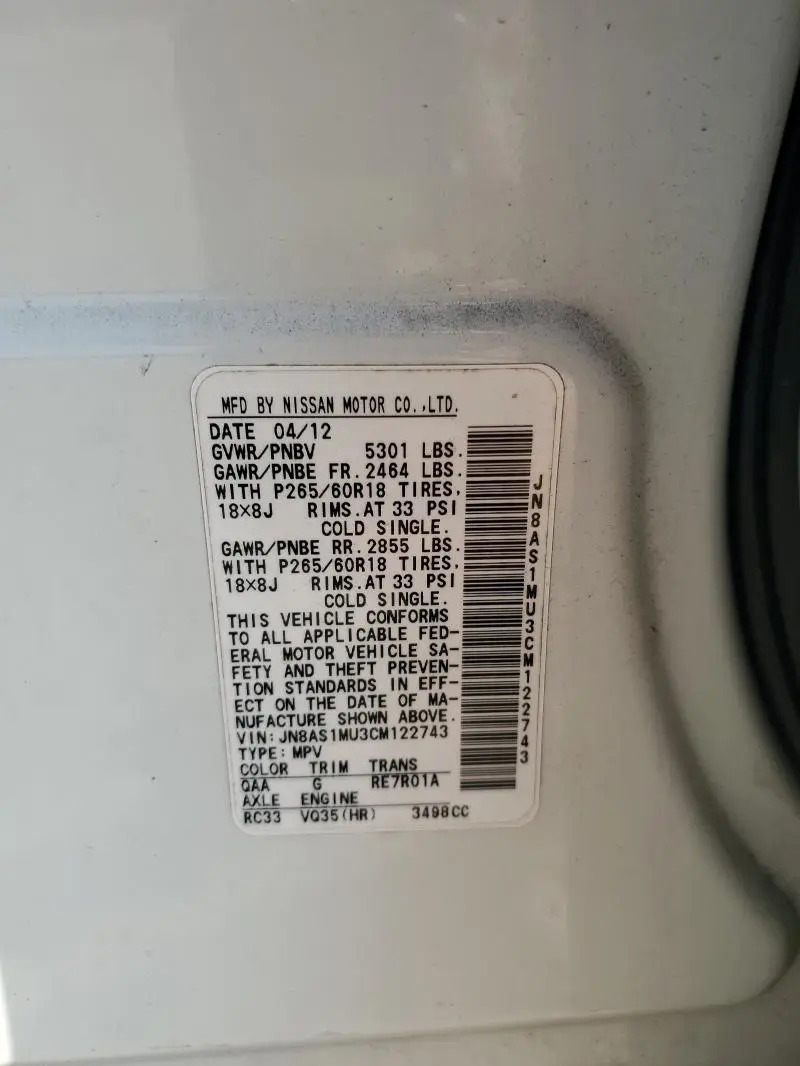 MFD BY NISSAN MOTOR CO.,LTD.
DATE 04/12
GVWR/PNBV 5301 LBS.
GAWR/PNBE FR. 2464 LBS.
WITH P265/60R18 TIRES,
18×8J RIMS.AT 33 PSI
COLD SINGLE.
GAWR/PNBE RR. 2855 LBS.
WITH P265/60R18 TIRES,
18×8J RIMS.AT 33 PSI
COLD SINGLE.
THIS VEHICLE CONFORMS
TO ALL APPLICABLE FED-
ERAL MOTOR VEHICLE SA-
FETY AND THEFT PREVEN-
TION STANDARDS IN EFF-
ECT ON THE DATE OF MA-
NUFACTURE SHOWN ABOVE.
VIN: JN8AS1MU3CM122743
TYPE: MPV
COLOR TRIM TRANS
QAA G RE7R01A
AXLE ENGINE
RC33 VQ35(HR) 3498CC
JN8AS1MU3CM122743